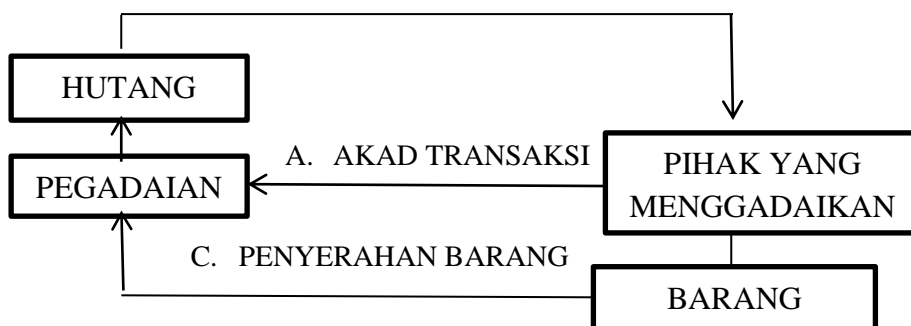 HUTANG
A. AKAD TRANSAKSI
PEGADAIAN
PIHAK YANG
MENGGADAIKAN
C. PENYERAHAN BARANG
BARANG